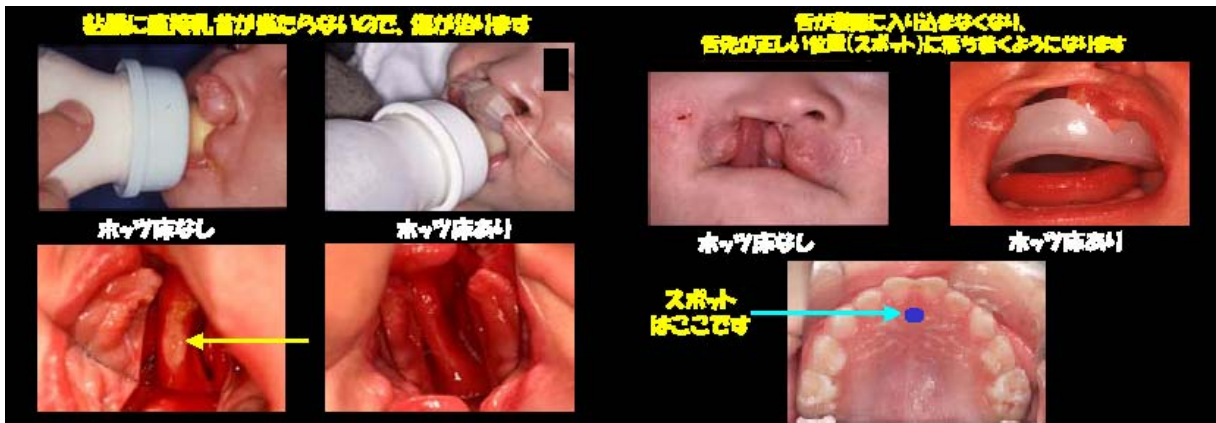 粘膜に直接乳首が当たらないので、傷が治ります
ホッツ床なし
ホッツ床あり
舌が裂隙に入り込まなくなり、
舌先が正しい位置(スポット)に落ち着くようになります
ホッツ床なし
ホッツ床あり
スポット
はここです